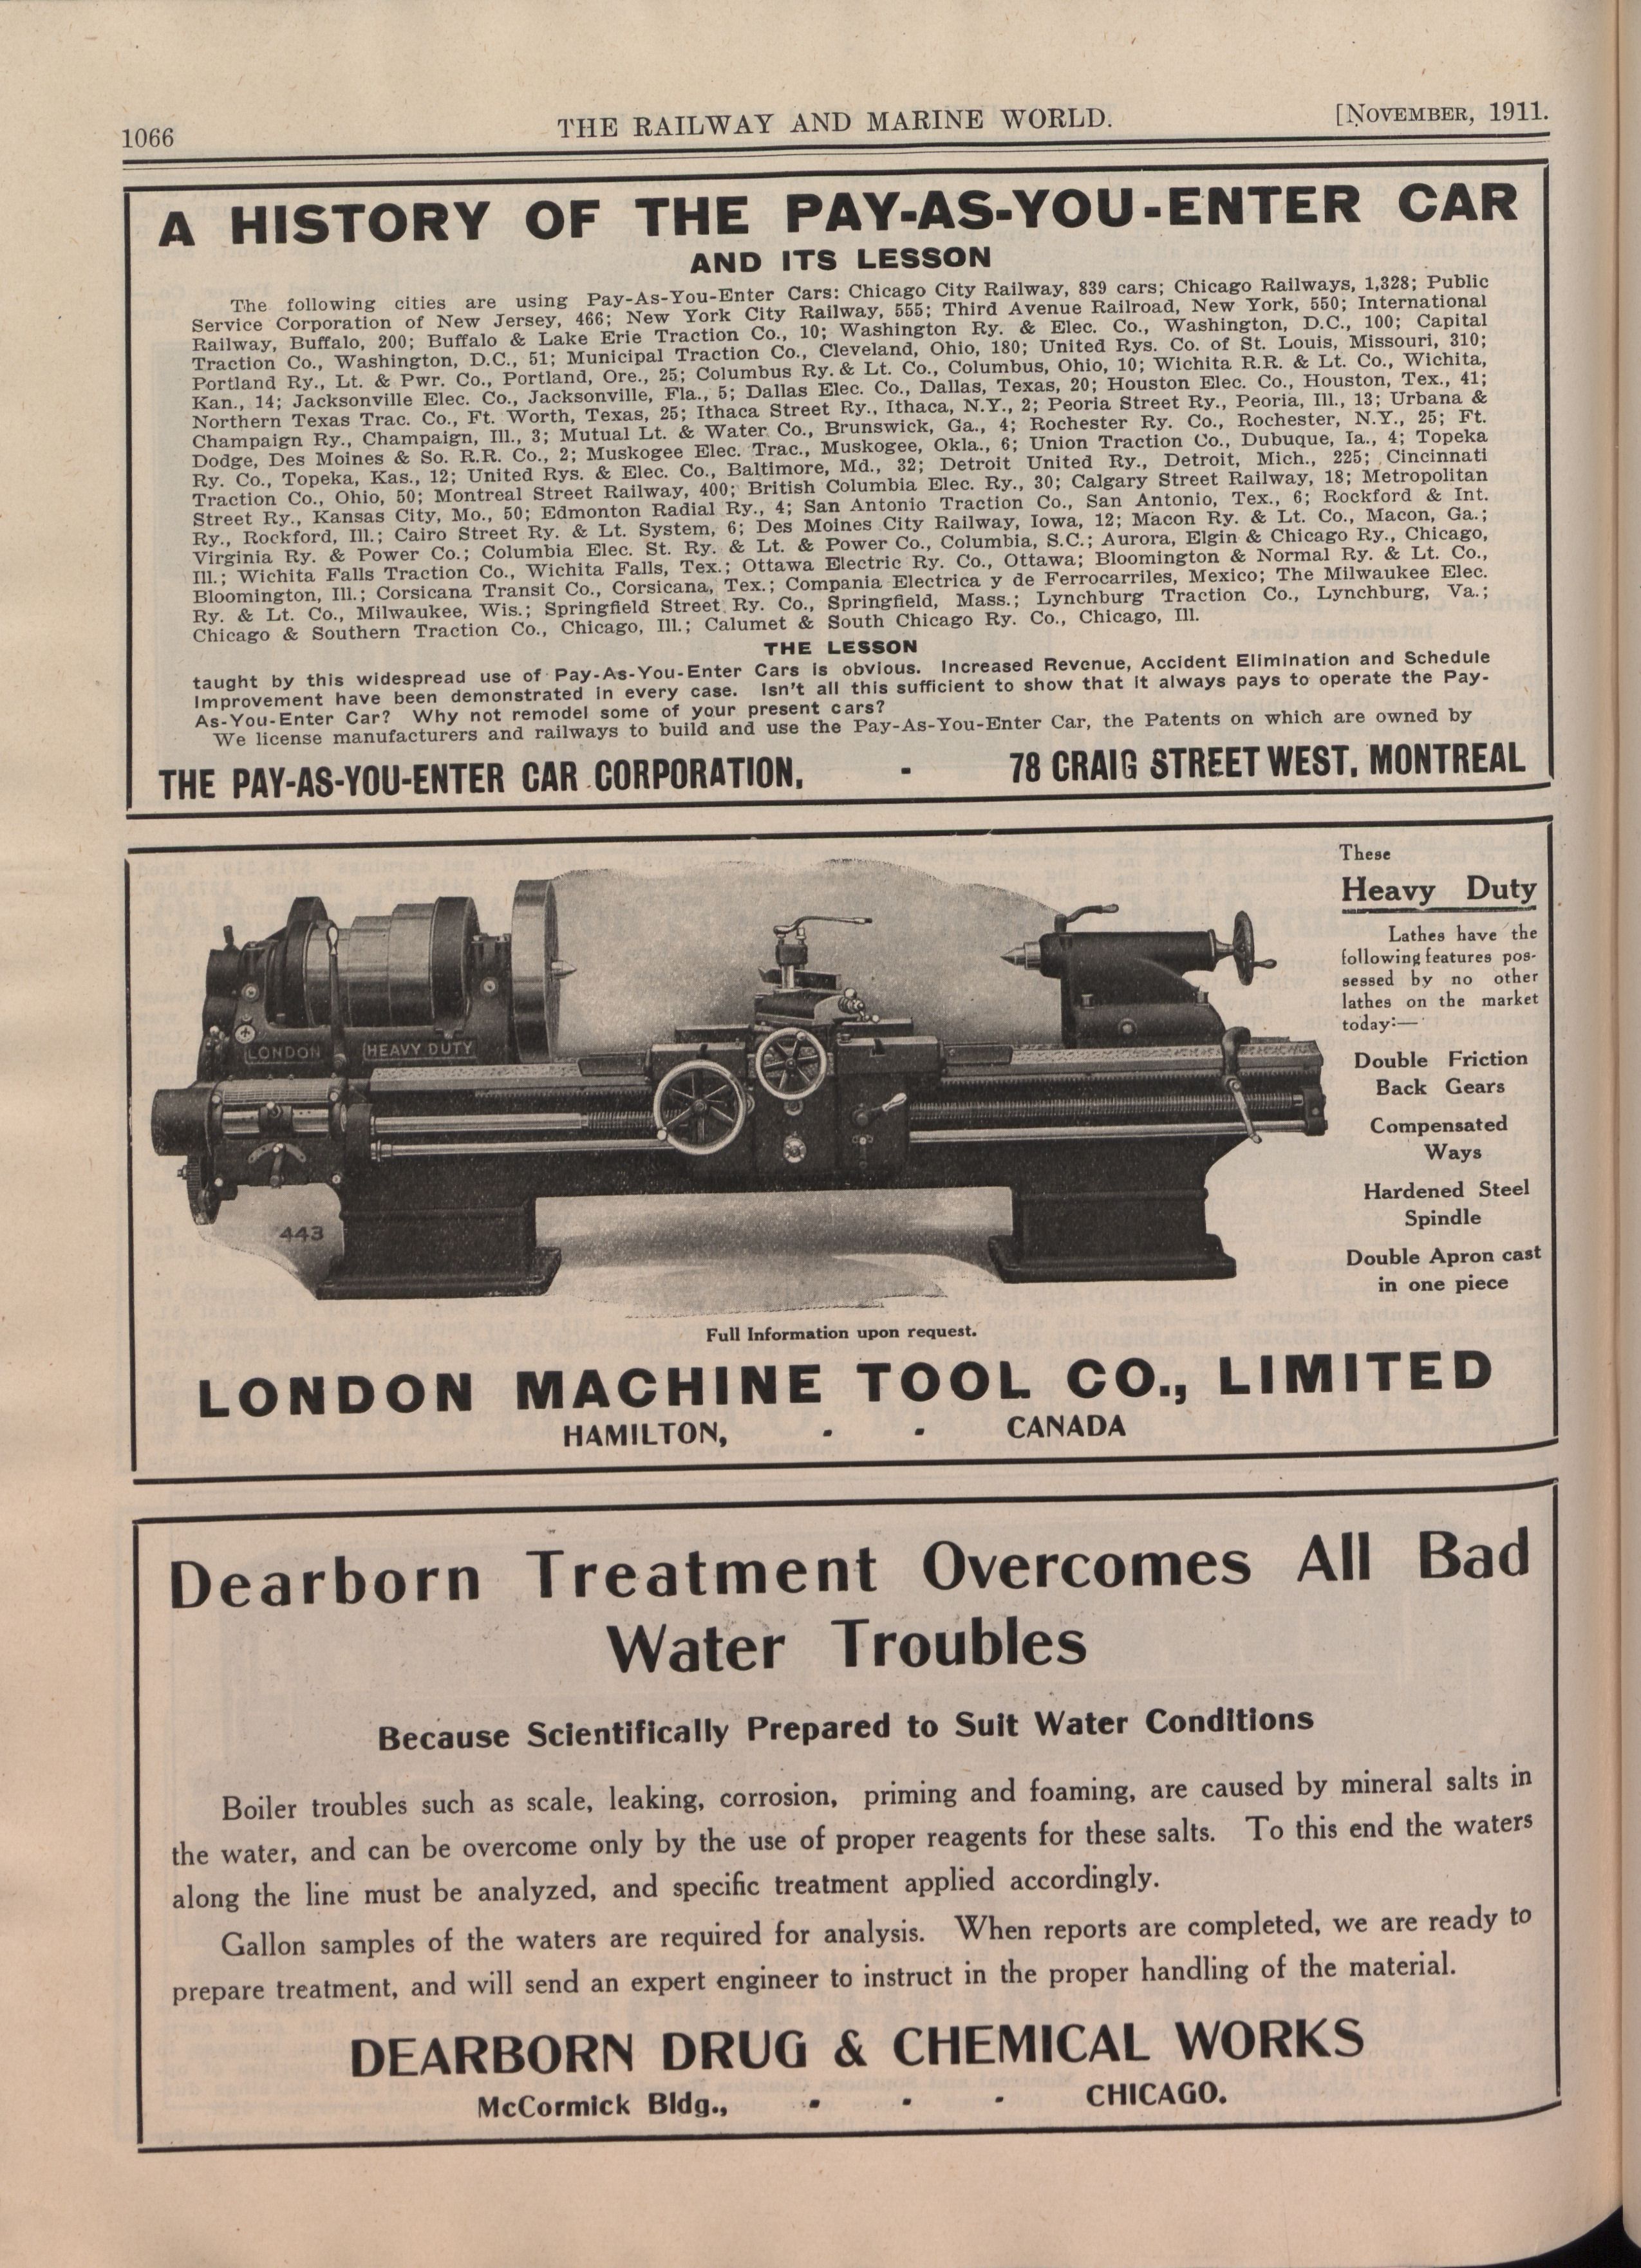 1066
THE RAILWAY AND MARINE WORLD.
[NOVEMBER, 1911.
A HISTORY OF THE PAY-AS-YOU-ENTER CAR
AND ITS LESSON
The following cities are using Pay-As-You-Enter Cars: Chicago City Railway, 839 cars; Chicago Railways, 1,328; Public
Service Corporation of New Jersey, 466; New York City Railway, 555; Third Avenue Railroad, New York, 550; International
Railway, Buffalo, 200; Buffalo & Lake Erie Traction Co., 10; Washington Ry. & Elec. Co., Washington, D.C., 100; Capital
Traction Co., Washington, D.C., 51; Municipal Traction Co., Cleveland, Ohio, 180; United Rys. Co. of St. Louis, Missouri, 310;
Portland Ry., Lt. & Pwr. Co., Portland, Ore., 25; Columbus Ry. & Lt. Co., Columbus, Ohio, 10; Wichita R.R. & Lt. Co., Wichita,
Kan., 14; Jacksonville Elec. Co., Jacksonville, Fla., 5; Dallas Elec. Co., Dallas, Texas, 20; Houston Elec. Co., Houston, Tex., 41;
Northern Texas Trac. Co., Ft. Worth, Texas, 25; Ithaca Street Ry., Ithaca, N.Y., 2; Peoria Street Ry., Peoria, Ill., 13; Urbana &
Champaign Ry., Champaign, Ill., 3; Mutual Lt. & Water Co., Brunswick, Ga., 4; Rochester Ry. Co., Rochester, N.Y., 25; Ft.
Dodge, Des Moines & So. R.R. Co., 2; Muskogee Elec. Trac., Muskogee, Okla., 6; Union Traction Co., Dubuque, Ia., 4; Topeka
Ry. Co., Topeka, Kas., 12; United Rys. & Elec. Co., Baltimore, Md., 32; Detroit United Ry., Detroit, Mich., 225; Cincinnati
Traction Co., Ohio, 50; Montreal Street Railway, 400; British Columbia Elec. Ry., 30; Calgary Street Railway, 18; Metropolitan
Street Ry., Kansas City, Mo., 50; Edmonton Radial Ry., 4; San Antonio Traction Co., San Antonio, Tex., 6; Rockford & Int.
Ry., Rockford, Ill.; Cairo Street Ry. & Lt. System, 6; Des Moines City Railway, Iowa, 12; Macon Ry. & Lt. Co., Macon, Ga.;
Virginia Ry. & Power Co.; Columbia Elec. St. Ry. & Lt. & Power Co., Columbia, S.C.; Aurora, Elgin & Chicago Ry., Chicago,
Ill.; Wichita Falls Traction Co., Wichita Falls, Tex.; Ottawa Electric Ry. Co., Ottawa; Bloomington & Normal Ry. & Lt. Co.,
Bloomington, Ill.; Corsicana Transit Co., Corsicana, Tex.; Compania Electrica y de Ferrocarriles, Mexico; The Milwaukee Elec.
Ry. & Lt. Co., Milwaukee, Wis.; Springfield Street Ry. Co., Springfield, Mass.; Lynchburg Traction Co., Lynchburg, Va.;
Chicago & Southern Traction Co., Chicago, Ill.; Calumet & South Chicago Ry. Co., Chicago, Ill.
THE LESSON
taught by this widespread use of Pay-As-You-Enter Cars is obvious. Increased Revenue, Accident Elimination and Schedule
Improvement have been demonstrated in every case. Isn't all this sufficient to show that it always pays to operate the Pay-
As-You-Enter Car? Why not remodel some of your present cars?
We license manufacturers and railways to build and use the Pay-As-You-Enter Car, the Patents on which are owned by
THE PAY-AS-YOU-ENTER CAR CORPORATION, - 78 CRAIG STREET WEST, MONTREAL
LONDON HEAVY DUTY
443
These
Heavy Duty
Lathes have the
following features pos-
sessed by no other
lathes on the market
today:—
Double Friction
Back Gears
Compensated
Ways
Hardened Steel
Spindle
Double Apron cast
in one piece
Full Information upon request.
LONDON MACHINE TOOL CO., LIMITED
HAMILTON, - - CANADA
Dearborn Treatment Overcomes All Bad
Water Troubles
Because Scientifically Prepared to Suit Water Conditions
Boiler troubles such as scale, leaking, corrosion, priming and foaming, are caused by mineral salts in
the water, and can be overcome only by the use of proper reagents for these salts. To this end the waters
along the line must be analyzed, and specific treatment applied accordingly.
Gallon samples of the waters are required for analysis. When reports are completed, we are ready to
prepare treatment, and will send an expert engineer to instruct in the proper handling of the material.
DEARBORN DRUG & CHEMICAL WORKS
McCormick Bldg., - - - CHICAGO.